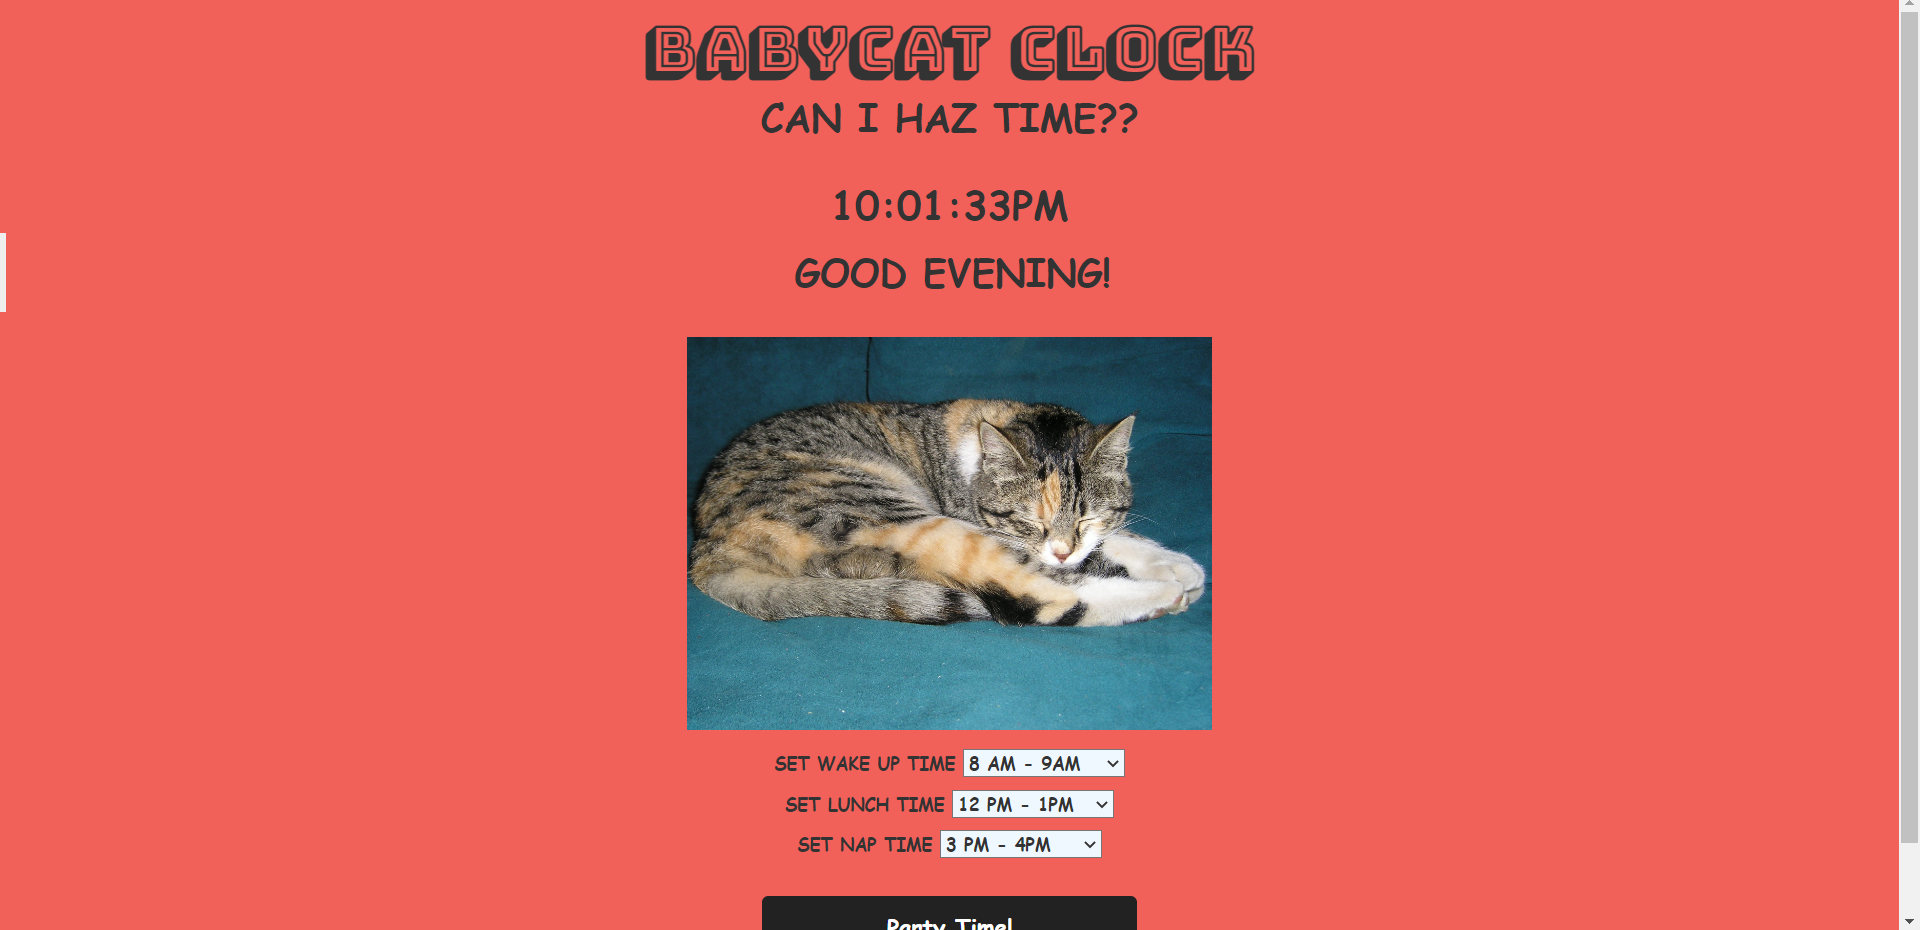 BABYCAT CLOCK
CAN I HAZ TIME??
10:01:33PM
GOOD EVENING!
SET WAKE UP TIME 8 AM - 9AM
SET LUNCH TIME 12 PM - 1PM
SET NAP TIME 3 PM - 4PM
Party Time!